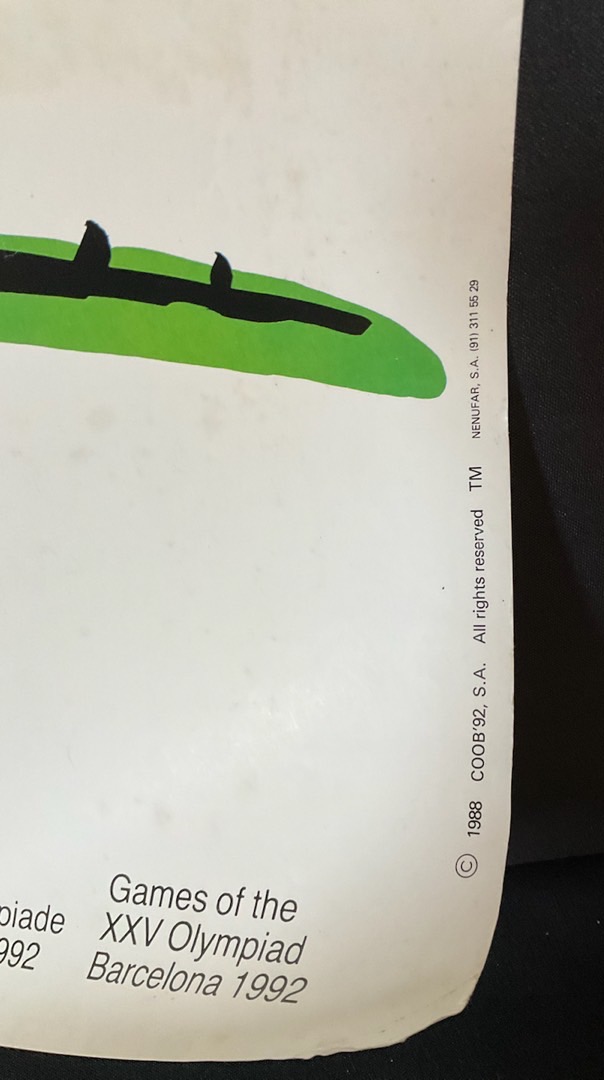 piade
992
Games of the
XXV Olympiad
Barcelona 1992
© 1988 COOB'92, S.A. All rights reserved TM NENUFAR, S.A. (91) 311 55 29